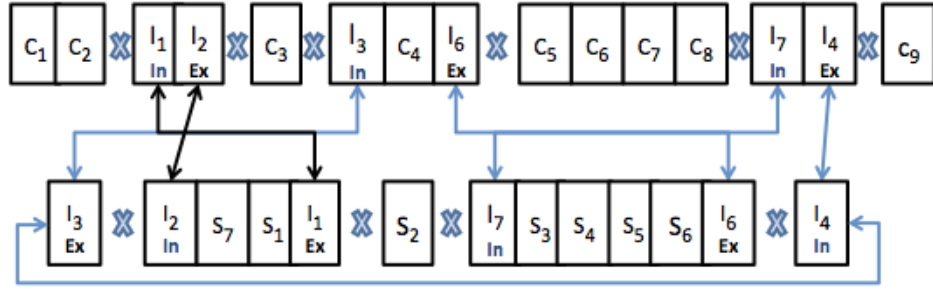 C1 C2 I1 I2 C3 I3 C4 I6 C5 C6 C7 C8 I7 I4 c9
In Ex In Ex In Ex
I3 I2 S7 S1 I1 S2 I7 S3 S4 S5 S6 I6 I4
Ex In Ex In Ex In